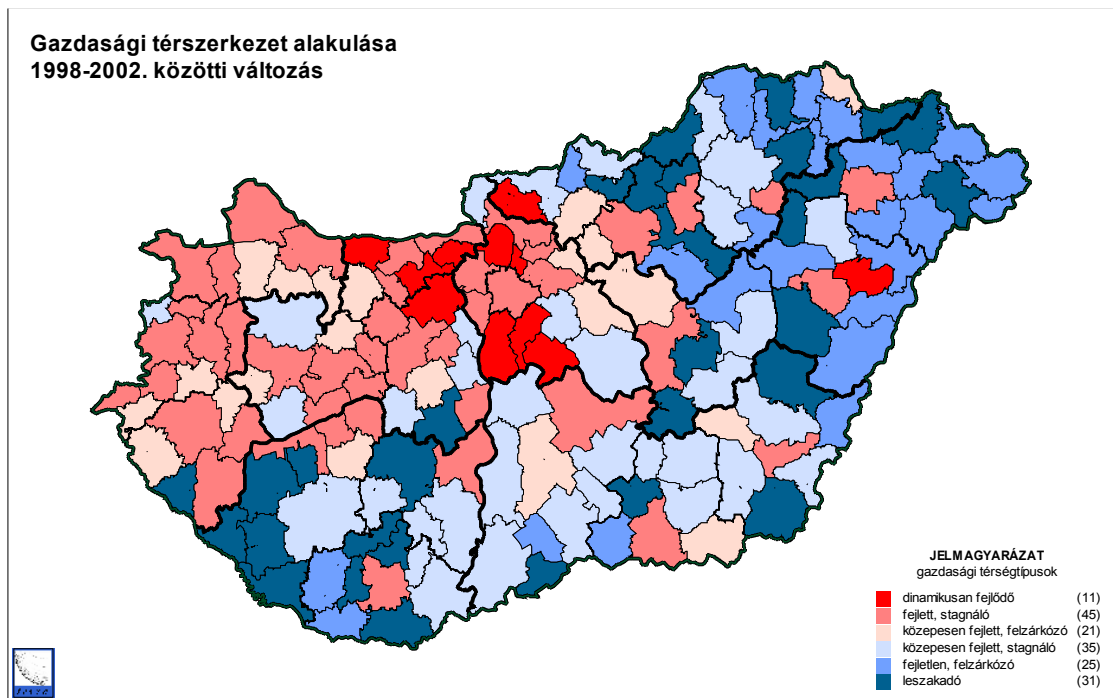 Gazdasági térszerkezet alakulása
1998-2002. közötti változás
JELMAGYARÁZAT
gazdasági térségtípusok
dinamikusan fejlődő (11)
fejlett, stagnáló (45)
közepesen fejlett, felzárkózó (21)
közepesen fejlett, stagnáló (35)
fejletlen, felzárkózó (25)
leszakadó (31)